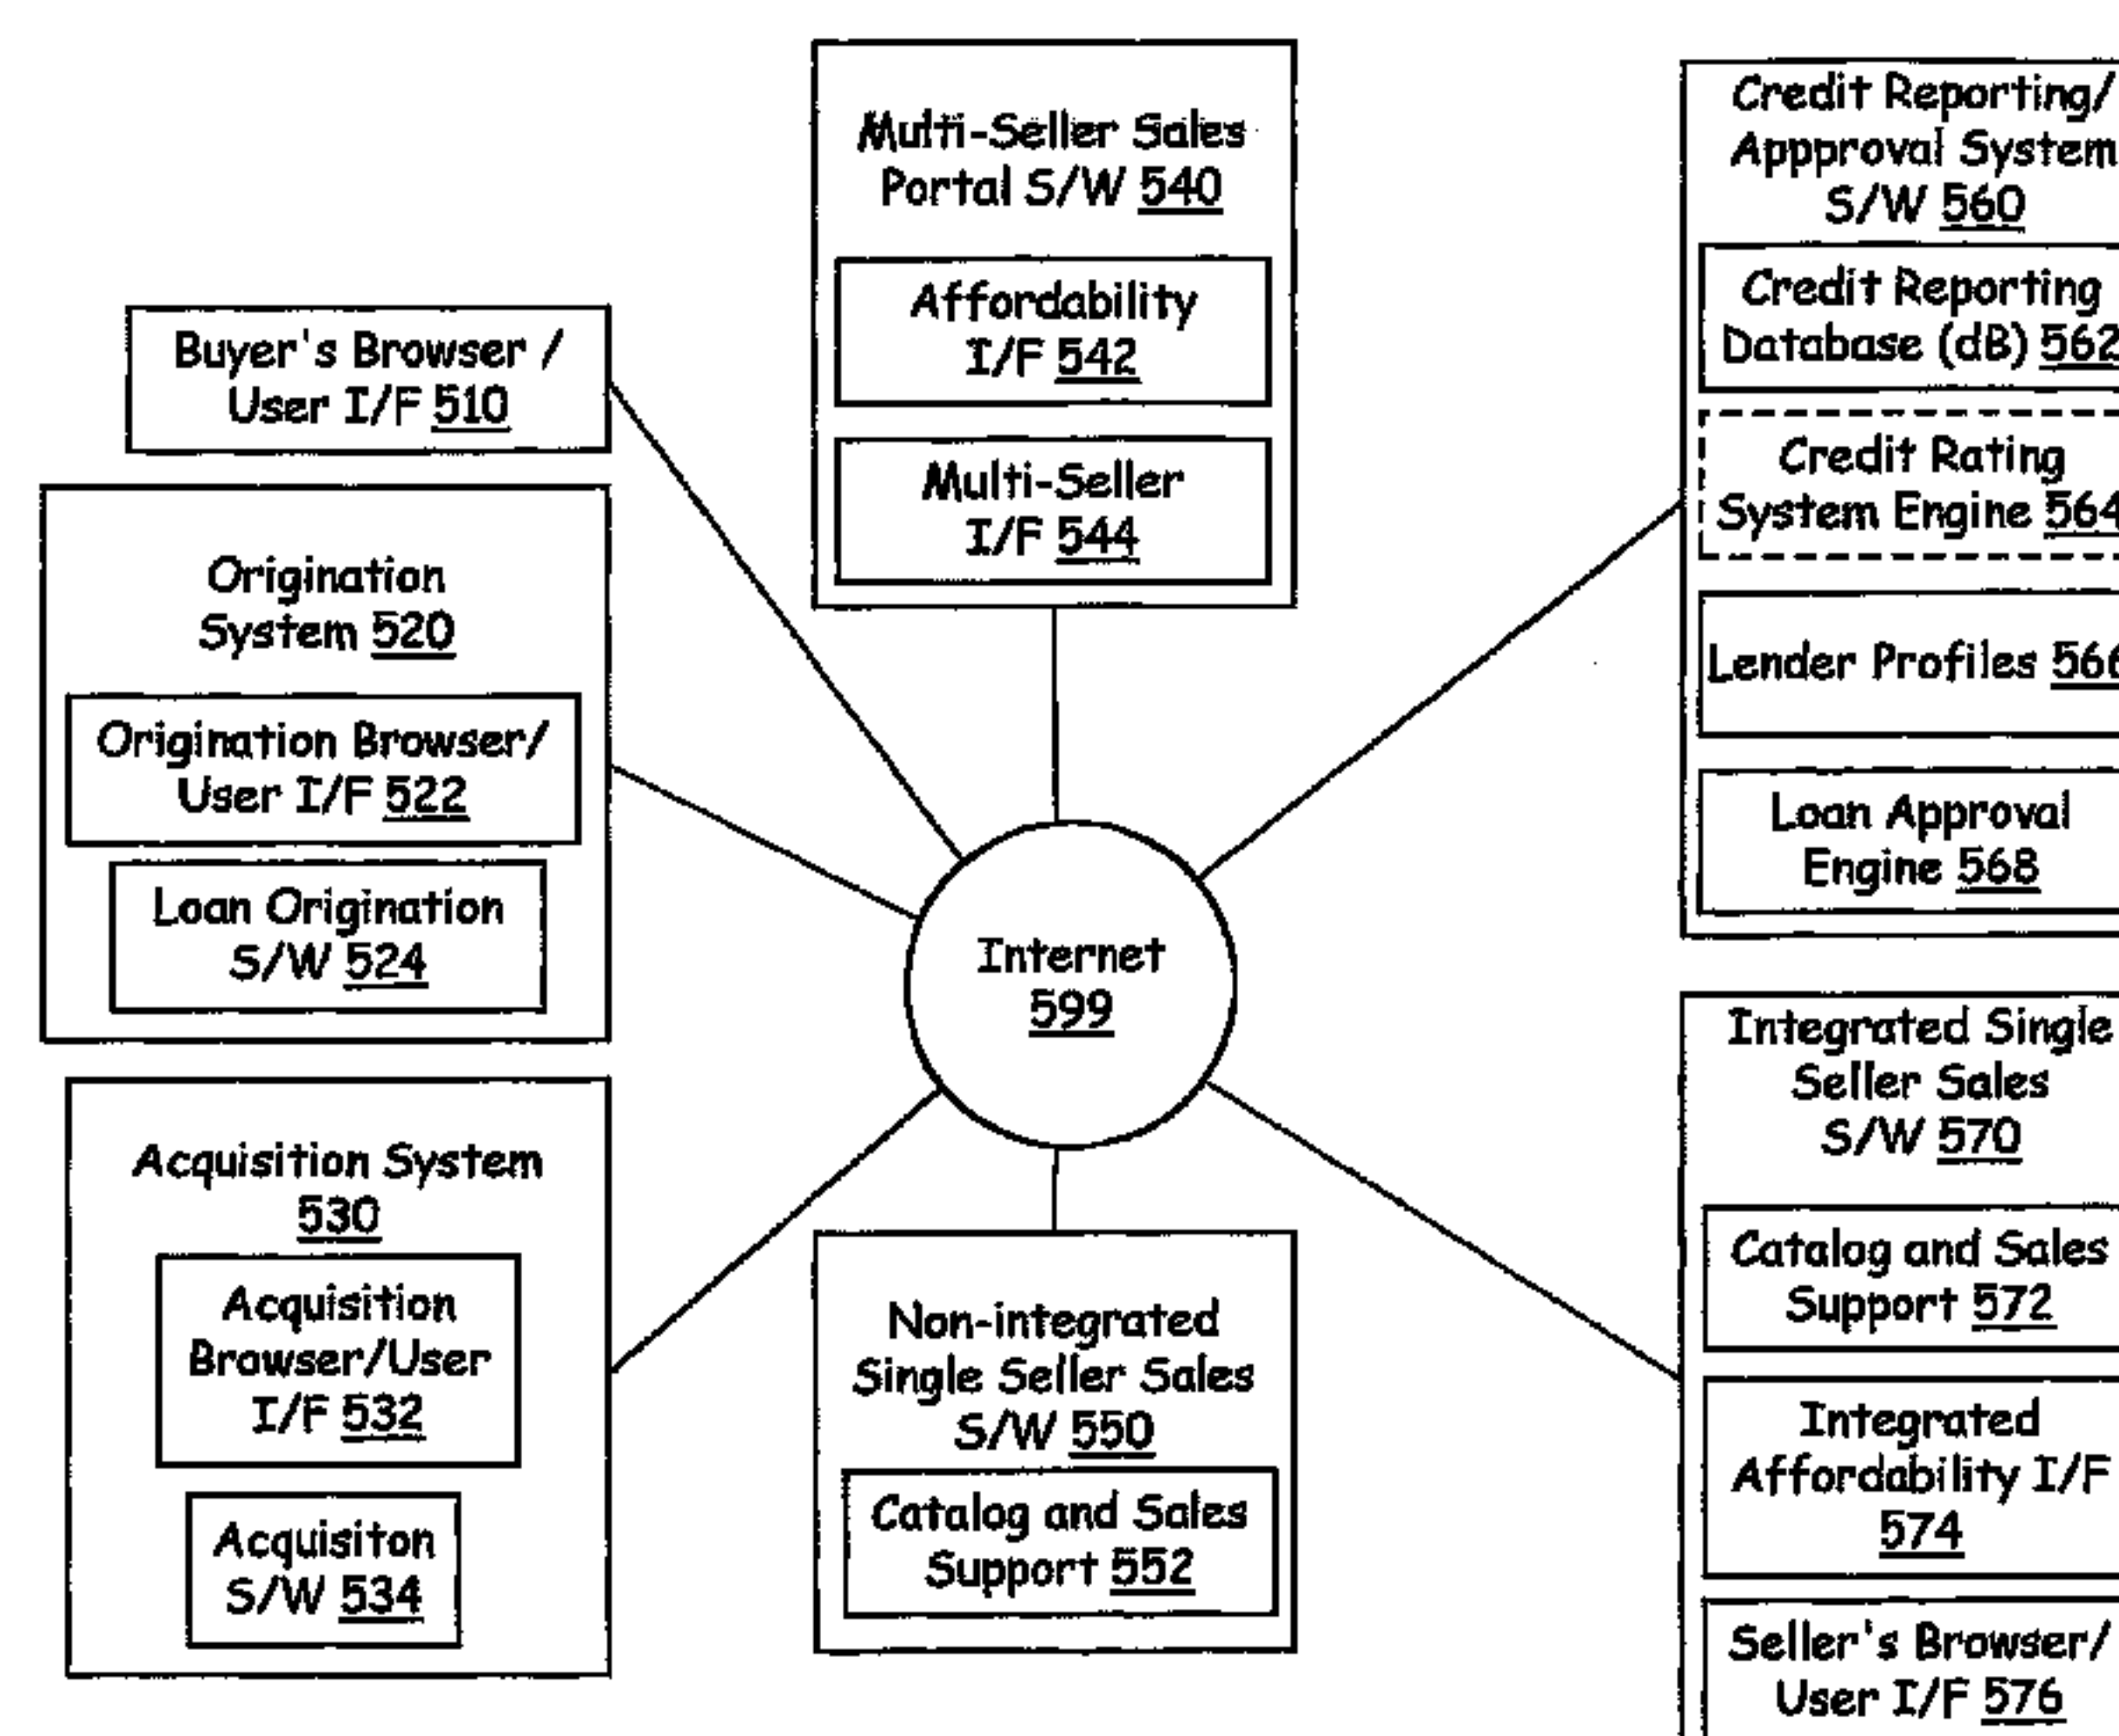 Multi-Seller Sales
Portal S/W 540
Affordability
I/F 542
Multi-Seller
I/F 544
Buyer's Browser /
User I/F 510
Origination
System 520
Origination Browser/
User I/F 522
Loan Origination
S/W 524
Acquisition System
530
Acquisition
Browser/User
I/F 532
Acquisiton
S/W 534
Internet
599
Non-integrated
Single Seller Sales
S/W 550
Catalog and Sales
Support 552
Credit Reporting/
Appproval System
S/W 560
Credit Reporting
Database (dB) 562
Credit Rating
System Engine 564
Lender Profiles 566
Loan Approval
Engine 568
Integrated Single
Seller Sales
S/W 570
Catalog and Sales
Support 572
Integrated
Affordability I/F
574
Seller's Browser/
User I/F 576